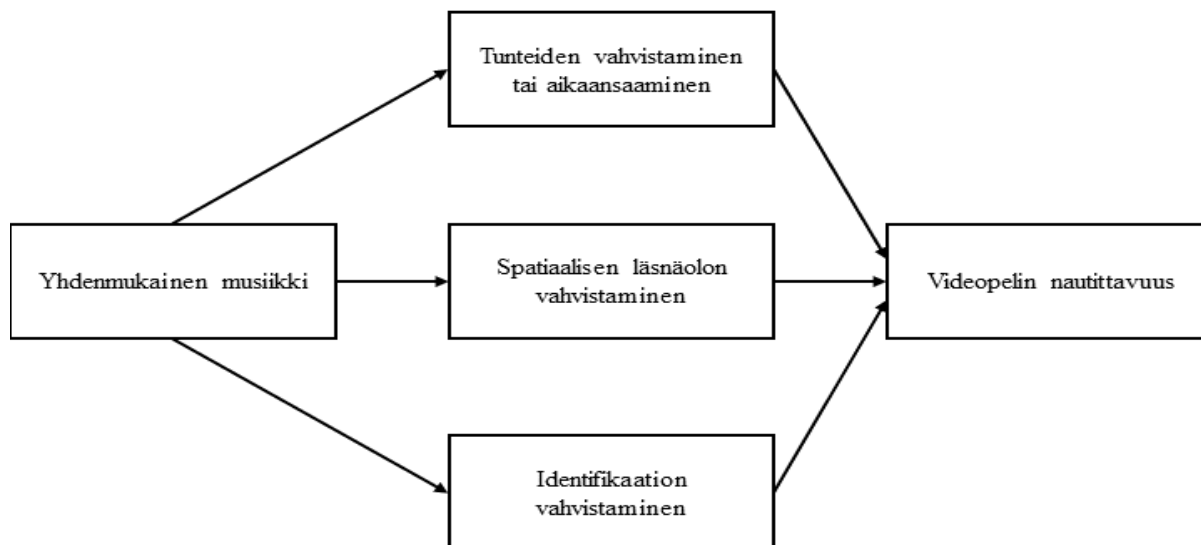 Tunteiden vahvistaminen
tai aikaansaaminen
Yhdenmukainen musiikki
Spatiaalisen läsnäolon
vahvistaminen
Videopelin nautittavuus
Identifikaation
vahvistaminen